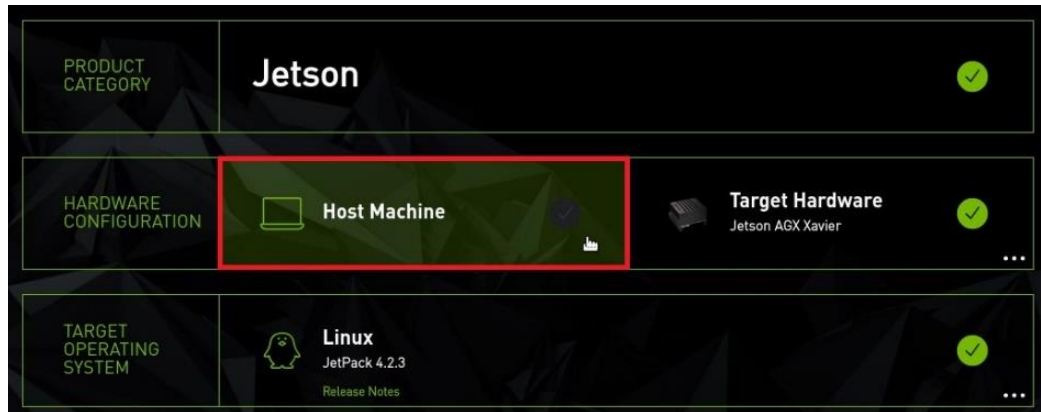 PRODUCT
CATEGORY
Jetson
HARDWARE
CONFIGURATION
Host Machine
Target Hardware
Jetson AGX Xavier
...
TARGET
OPERATING
SYSTEM
Linux
JetPack 4.2.3
Release Notes
...